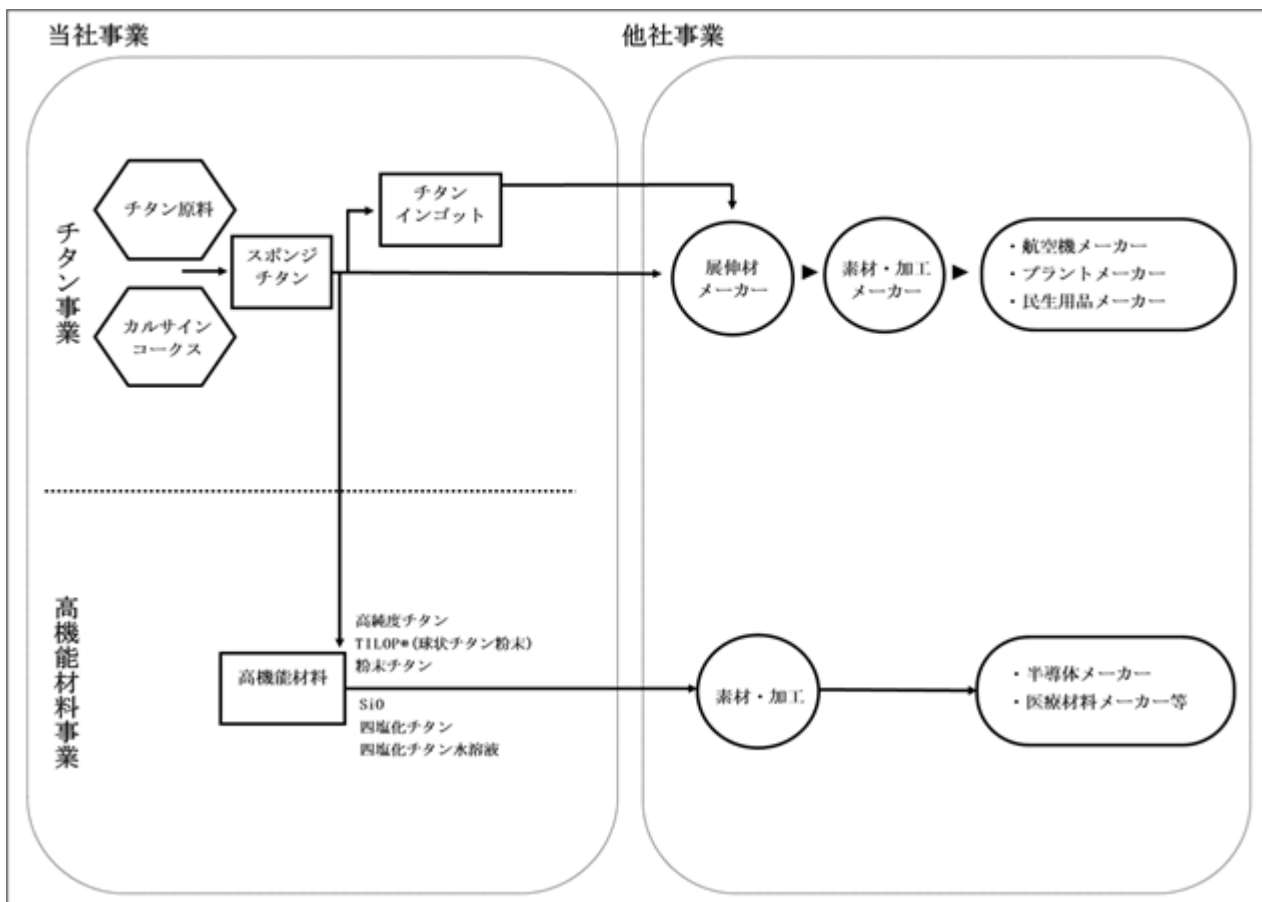 当社事業
他社事業
チタン事業
チタン原料
カルサイン
コークス
スポンジ
チタン
チタン
インゴット
展伸材
メーカー
素材・加工
メーカー
・航空機メーカー
・プラントメーカー
・民生用品メーカー
高機能材料事業
高機能材料
高純度チタン
TILOP®(球状チタン粉末)
粉末チタン
SiO
四塩化チタン
四塩化チタン水溶液
素材・加工
・半導体メーカー
・医療材料メーカー等